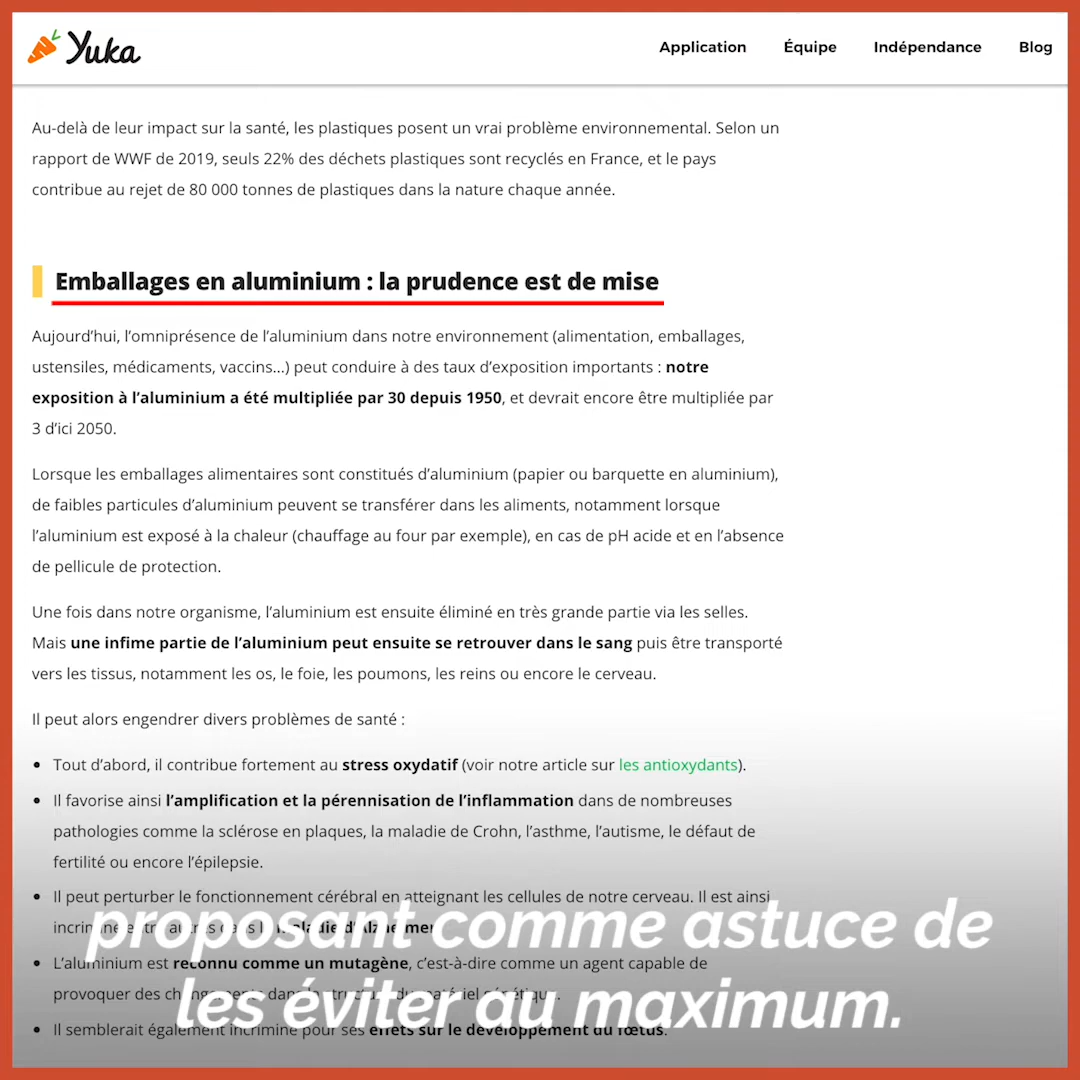 Yuka
Application Équipe Indépendance Blog
Au-delà de leur impact sur la santé, les plastiques posent un vrai problème environnemental. Selon un
rapport de WWF de 2019, seuls 22% des déchets plastiques sont recyclés en France, et le pays
contribue au rejet de 80 000 tonnes de plastiques dans la nature chaque année.
Emballages en aluminium : la prudence est de mise
Aujourd’hui, l’omniprésence de l’aluminium dans notre environnement (alimentation, emballages,
ustensiles, médicaments, vaccins...) peut conduire à des taux d’exposition importants : notre
exposition à l’aluminium a été multipliée par 30 depuis 1950, et devrait encore être multipliée par
3 d’ici 2050.
Lorsque les emballages alimentaires sont constitués d’aluminium (papier ou barquette en aluminium),
de faibles particules d’aluminium peuvent se transférer dans les aliments, notamment lorsque
l’aluminium est exposé à la chaleur (chauffage au four par exemple), en cas de pH acide et en l’absence
de pellicule de protection.
Une fois dans notre organisme, l’aluminium est ensuite éliminé en très grande partie via les selles.
Mais une infime partie de l’aluminium peut ensuite se retrouver dans le sang puis être transporté
vers les tissus, notamment les os, le foie, les poumons, les reins ou encore le cerveau.
Il peut alors engendrer divers problèmes de santé :
• Tout d’abord, il contribue fortement au stress oxydatif (voir notre article sur les antioxydants).
• Il favorise ainsi l’amplification et la pérennisation de l’inflammation dans de nombreuses
pathologies comme la sclérose en plaques, la maladie de Crohn, l’asthme, l’autisme, le défaut de
fertilité ou encore l’épilepsie.
• Il peut perturber le fonctionnement cérébral en atteignant les cellules de notre cerveau. Il est ainsi
maladie d’Alzheimer
proposant comme astuce de
• L’aluminium est reconnu comme un mutagène, c’est-à-dire comme un agent capable de
provoquer des changements dans
les éviter au maximum.
• Il semblerait également incriminé pour ses effets sur le développement du fœtus.